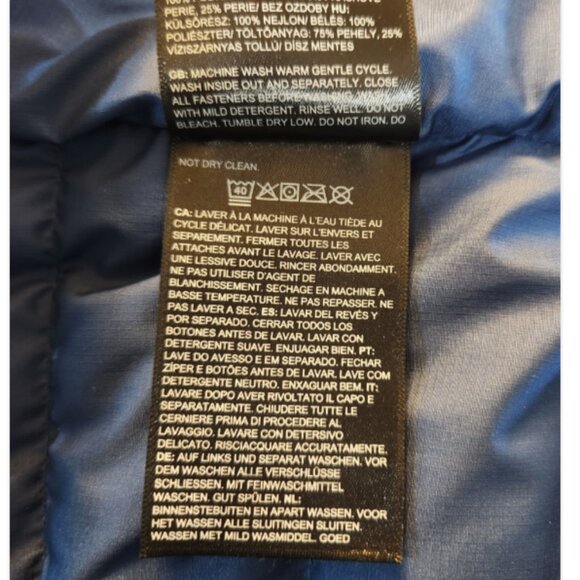 PERIE, 25% PERIE/ BEZ OZDOBY HU:
KÜLSŐRÉSZ: 100% NEJLON/ BÉLÉS: 100%
POLIÉSZTER/ TÖLTŐANYAG: 75% PEHELY, 25%
VÍZISZÁRNYAS TOLLÚ/ DÍSZ MENTES
GB: MACHINE WASH WARM GENTLE CYCLE.
WASH INSIDE OUT AND SEPARATELY. CLOSE
ALL FASTENERS BEFORE WASHING. WASH
WITH MILD DETERGENT. RINSE WELL. DO NOT
BLEACH. TUMBLE DRY LOW. DO NOT IRON. DO
NOT DRY CLEAN.
40
CA: LAVER À LA MACHINE À L'EAU TIÈDE AU
CYCLE DÉLICAT. LAVER SUR L'ENVERS ET
SEPAREMENT. FERMER TOUTES LES
ATTACHES AVANT LE LAVAGE. LAVER AVEC
UNE LESSIVE DOUCE. RINCER ABONDAMMENT.
NE PAS UTILISER D'AGENT DE
BLANCHISSEMENT. SECHAGE EN MACHINE A
BASSE TEMPERATURE. NE PAS REPASSER. NE
PAS LAVER A SEC. ES: LAVAR DEL REVÉS Y
POR SEPARADO. CERRAR TODOS LOS
BOTONES ANTES DE LAVAR. LAVAR CON
DETERGENTE SUAVE. ENJUAGAR BIEN. PT:
LAVE DO AVESSO E EM SEPARADO. FECHAR
ZÍPER E BOTÕES ANTES DE LAVAR. LAVE COM
DETERGENTE NEUTRO. ENXAGUAR BEM. IT:
LAVARE DOPO AVER RIVOLTATO IL CAPO E
SEPARATAMENTE. CHIUDERE TUTTE LE
CERNIERE PRIMA DI PROCEDERE AL
LAVAGGIO. LAVARE CON DETERSIVO
DELICATO. RISCIACQUARE ACCURATAMENTE.
DE: AUF LINKS UND SEPARAT WASCHEN. VOR
DEM WASCHEN ALLE VERSCHLÜSSE
SCHLIESSEN. MIT FEINWASCHMITTEL
WASCHEN. GUT SPÜLEN. NL:
BINNENSTEBUITEN EN APART WASSEN. VOOR
HET WASSEN ALLE SLUITINGEN SLUITEN.
WASSEN MET MILD WASMIDDEL. GOED